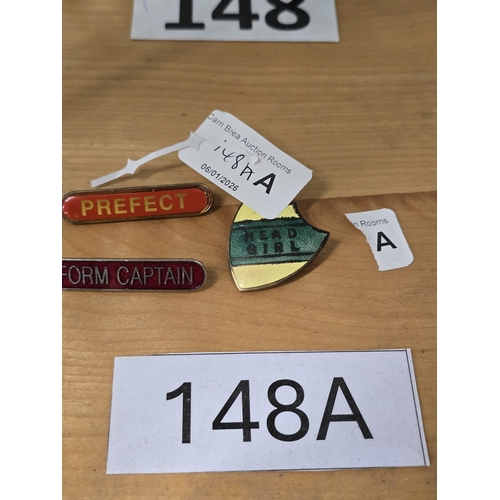 148
Carn Brea Auction Rooms
148A A
06/01/2026
PREFECT
HEAD
GIRL
n Rooms
A
FORM CAPTAIN
148A